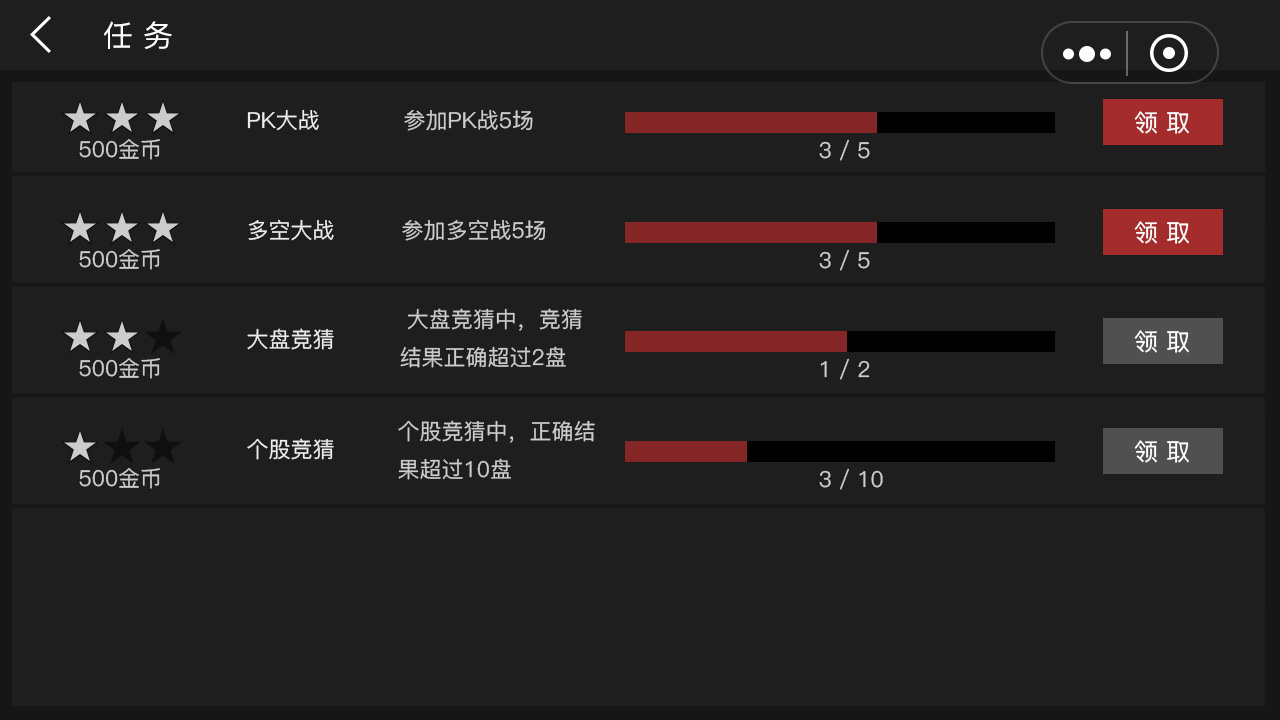 任务
PK大战
参加PK战5场
领取
500金币
3 / 5
多空大战
参加多空战5场
领取
500金币
3 / 5
大盘竞猜中，竞猜
大盘竞猜
领取
结果正确超过2盘
500金币
1 / 2
个股竞猜中，正确结
个股竞猜
领取
果超过10盘
500金币
3 / 10